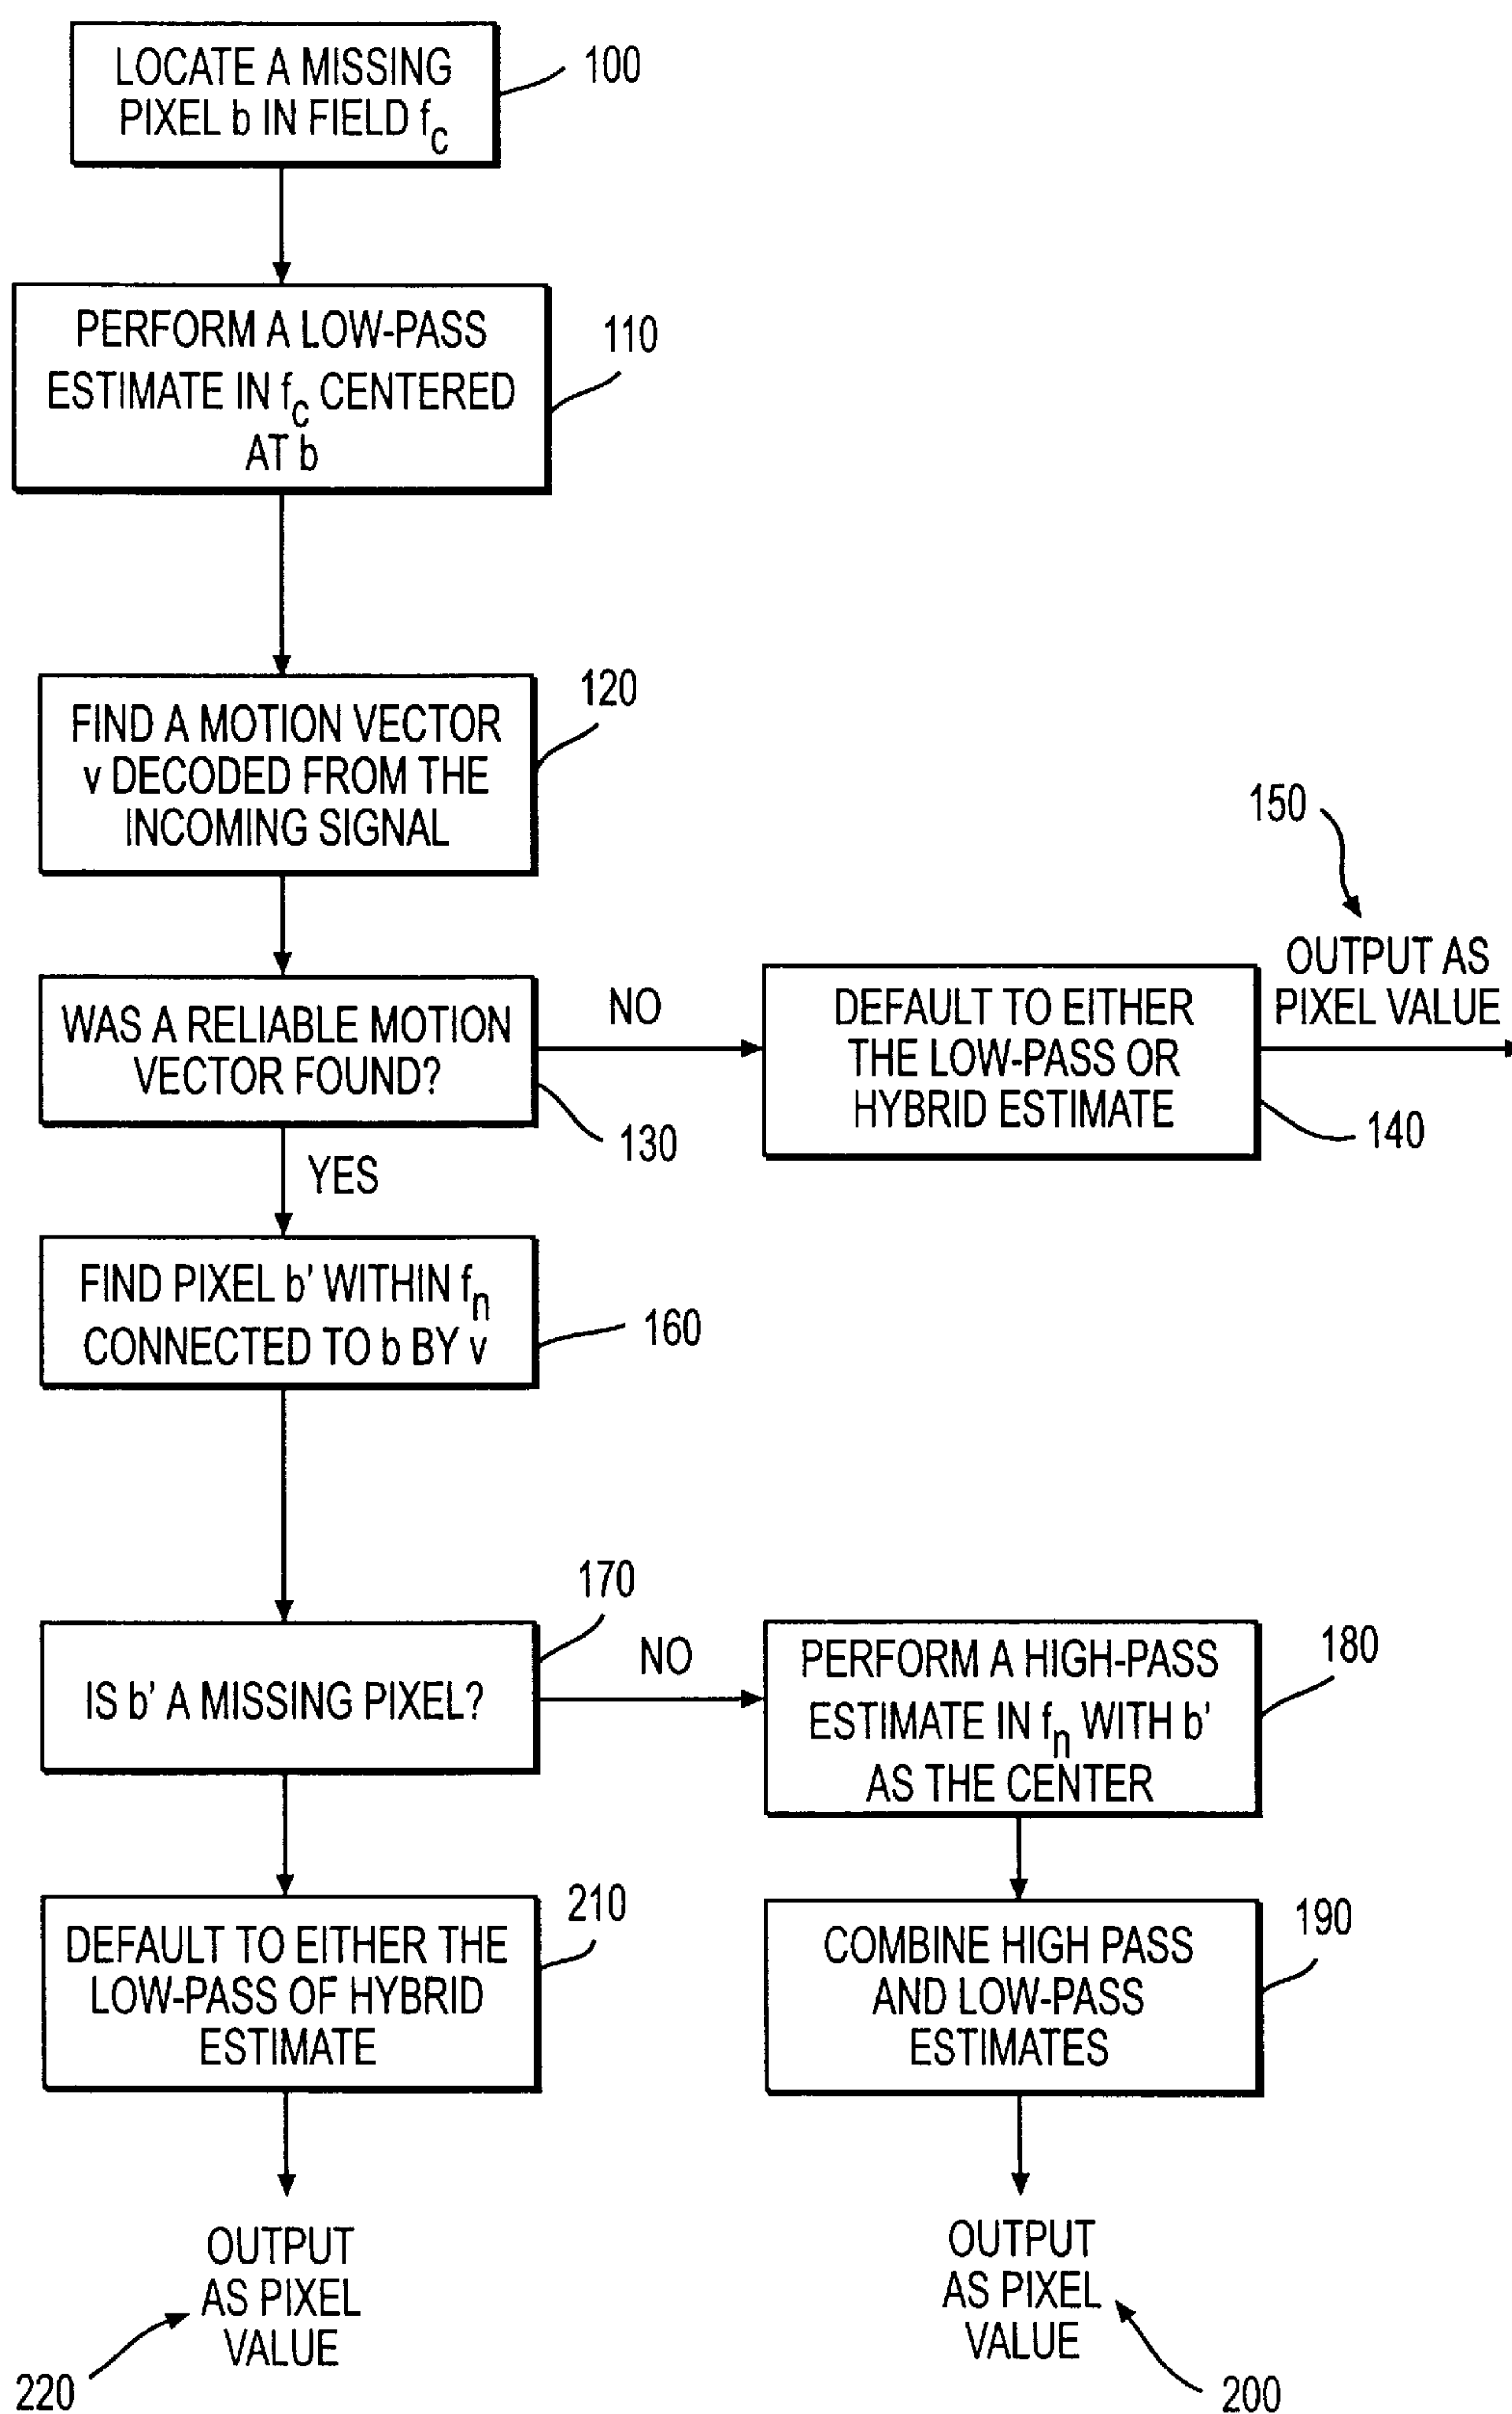 LOCATE A MISSING
PIXEL b IN FIELD fc
100
PERFORM A LOW-PASS
ESTIMATE IN fc CENTERED
AT b
110
FIND A MOTION VECTOR
v DECODED FROM THE
INCOMING SIGNAL
120
WAS A RELIABLE MOTION
VECTOR FOUND?
130
NO
DEFAULT TO EITHER
THE LOW-PASS OR
HYBRID ESTIMATE
140
150
OUTPUT AS
PIXEL VALUE
YES
FIND PIXEL b' WITHIN fn
CONNECTED TO b BY v
160
IS b' A MISSING PIXEL?
170
NO
PERFORM A HIGH-PASS
ESTIMATE IN fn WITH b'
AS THE CENTER
180
COMBINE HIGH PASS
AND LOW-PASS
ESTIMATES
190
OUTPUT
AS PIXEL
VALUE
200
DEFAULT TO EITHER THE
LOW-PASS OF HYBRID
ESTIMATE
210
OUTPUT
AS PIXEL
VALUE
220